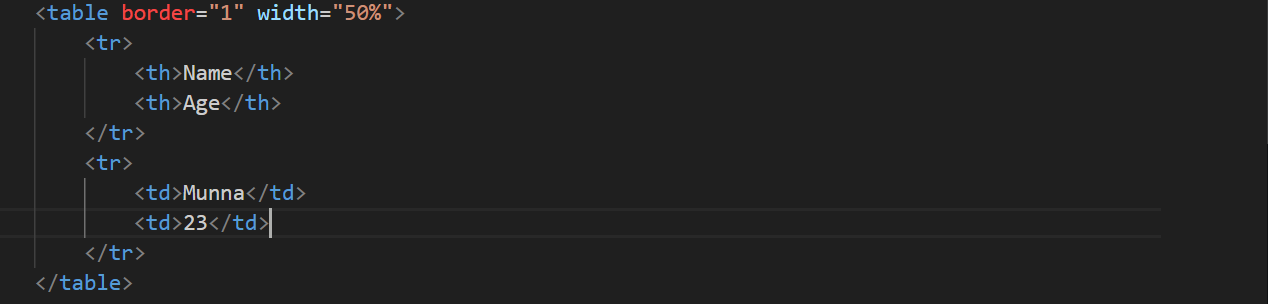 <table border="1" width="50%">
    <tr>
        <th>Name</th>
        <th>Age</th>
    </tr>
    <tr>
        <td>Munna</td>
        <td>23</td>
    </tr>
</table>